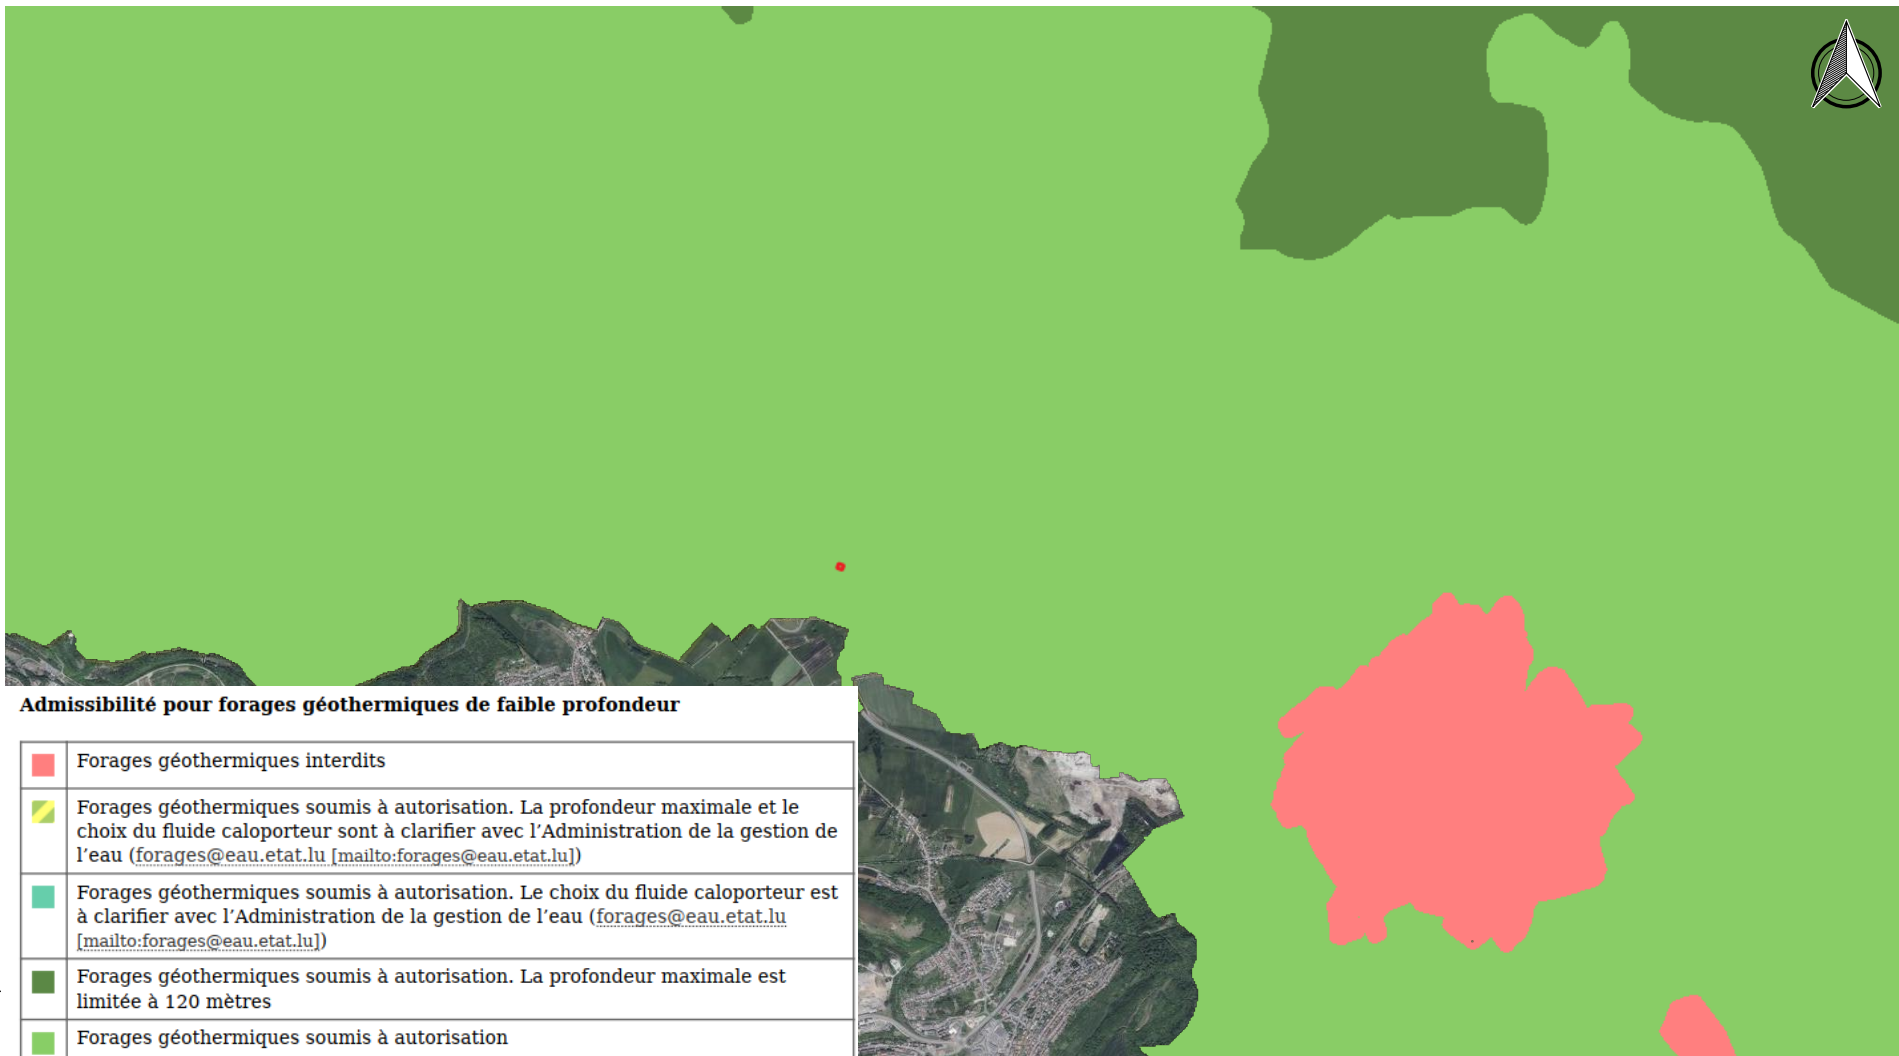 Admissibilité pour forages géothermiques de faible profondeur
Forages géothermiques interdits
Forages géothermiques soumis à autorisation. La profondeur maximale et le
choix du fluide caloporteur sont à clarifier avec l’Administration de la gestion de
l’eau (forages@eau.etat.lu [mailto:forages@eau.etat.lu])
Forages géothermiques soumis à autorisation. Le choix du fluide caloporteur est
à clarifier avec l’Administration de la gestion de l’eau (forages@eau.etat.lu
[mailto:forages@eau.etat.lu])
Forages géothermiques soumis à autorisation. La profondeur maximale est
limitée à 120 mètres
Forages géothermiques soumis à autorisation